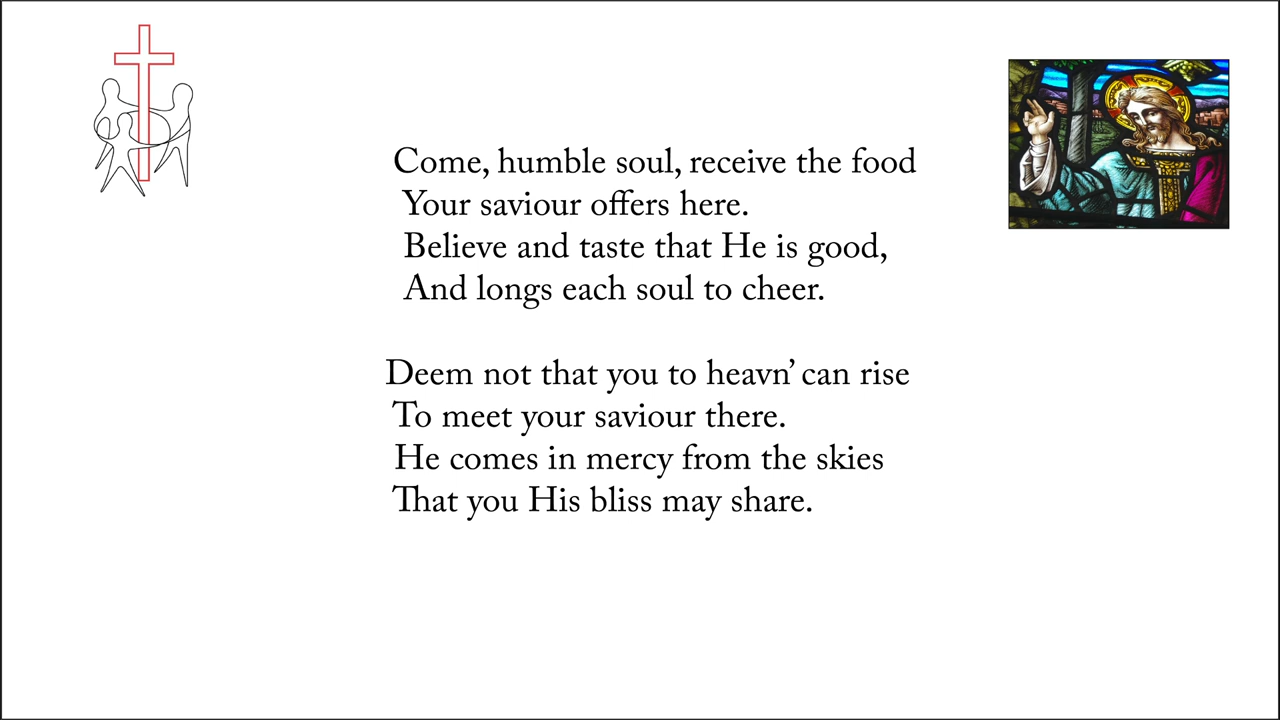 Come, humble soul, receive the food
Your saviour offers here.
Believe and taste that He is good,
And longs each soul to cheer.
Deem not that you to heavn’ can rise
To meet your saviour there.
He comes in mercy from the skies
That you His bliss may share.